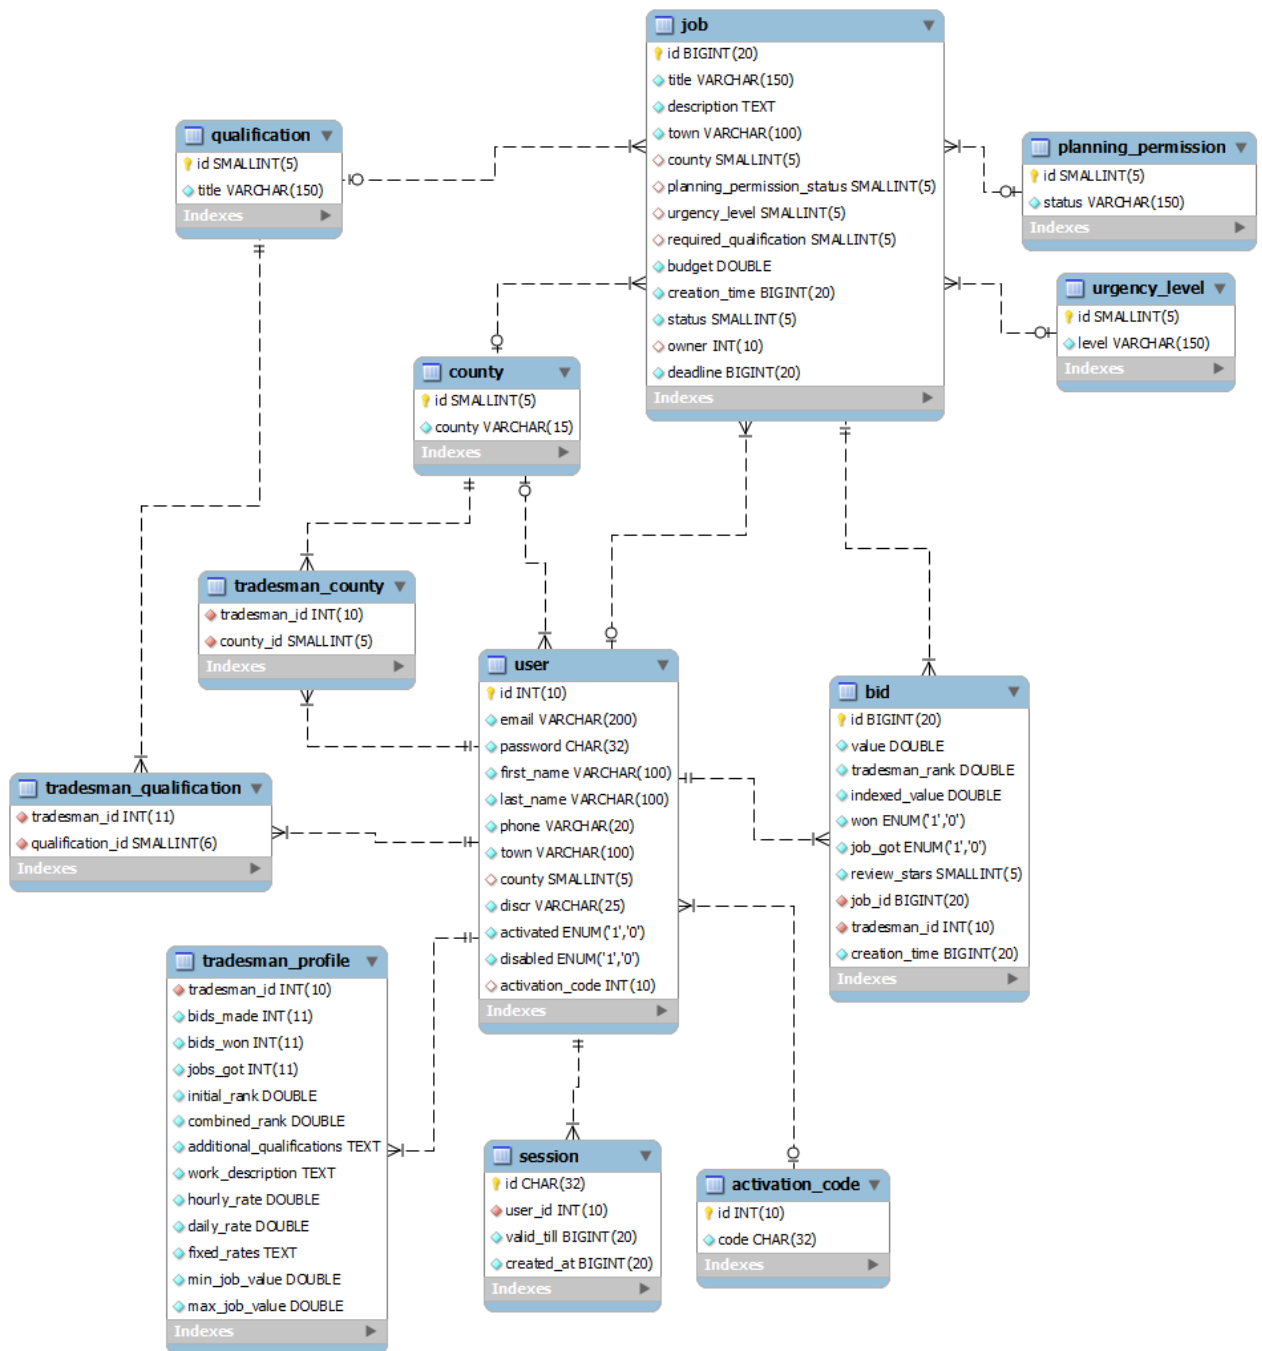 job
id BIGINT(20)
title VARCHAR(150)
description TEXT
town VARCHAR(100)
county SMALLINT(5)
planning_permission_status SMALLINT(5)
urgency_level SMALLINT(5)
required_qualification SMALLINT(5)
budget DOUBLE
creation_time BIGINT(20)
status SMALLINT(5)
owner INT(10)
deadline BIGINT(20)
Indexes
qualification
id SMALLINT(5)
title VARCHAR(150)
Indexes
planning_permission
id SMALLINT(5)
status VARCHAR(150)
Indexes
urgency_level
id SMALLINT(5)
level VARCHAR(150)
Indexes
county
id SMALLINT(5)
county VARCHAR(15)
Indexes
tradesman_county
tradesman_id INT(10)
county_id SMALLINT(5)
Indexes
user
id INT(10)
email VARCHAR(200)
password CHAR(32)
first_name VARCHAR(100)
last_name VARCHAR(100)
phone VARCHAR(20)
town VARCHAR(100)
county SMALLINT(5)
discr VARCHAR(25)
activated ENUM('1','0')
disabled ENUM('1','0')
activation_code INT(10)
Indexes
bid
id BIGINT(20)
value DOUBLE
tradesman_rank DOUBLE
indexed_value DOUBLE
won ENUM('1','0')
job_got ENUM('1','0')
review_stars SMALLINT(5)
job_id BIGINT(20)
tradesman_id INT(10)
creation_time BIGINT(20)
Indexes
tradesman_qualification
tradesman_id INT(11)
qualification_id SMALLINT(6)
Indexes
tradesman_profile
tradesman_id INT(10)
bids_made INT(11)
bids_won INT(11)
jobs_got INT(11)
initial_rank DOUBLE
combined_rank DOUBLE
additional_qualifications TEXT
work_description TEXT
hourly_rate DOUBLE
daily_rate DOUBLE
fixed_rates TEXT
min_job_value DOUBLE
max_job_value DOUBLE
Indexes
session
id CHAR(32)
user_id INT(10)
valid_till BIGINT(20)
created_at BIGINT(20)
Indexes
activation_code
id INT(10)
code CHAR(32)
Indexes